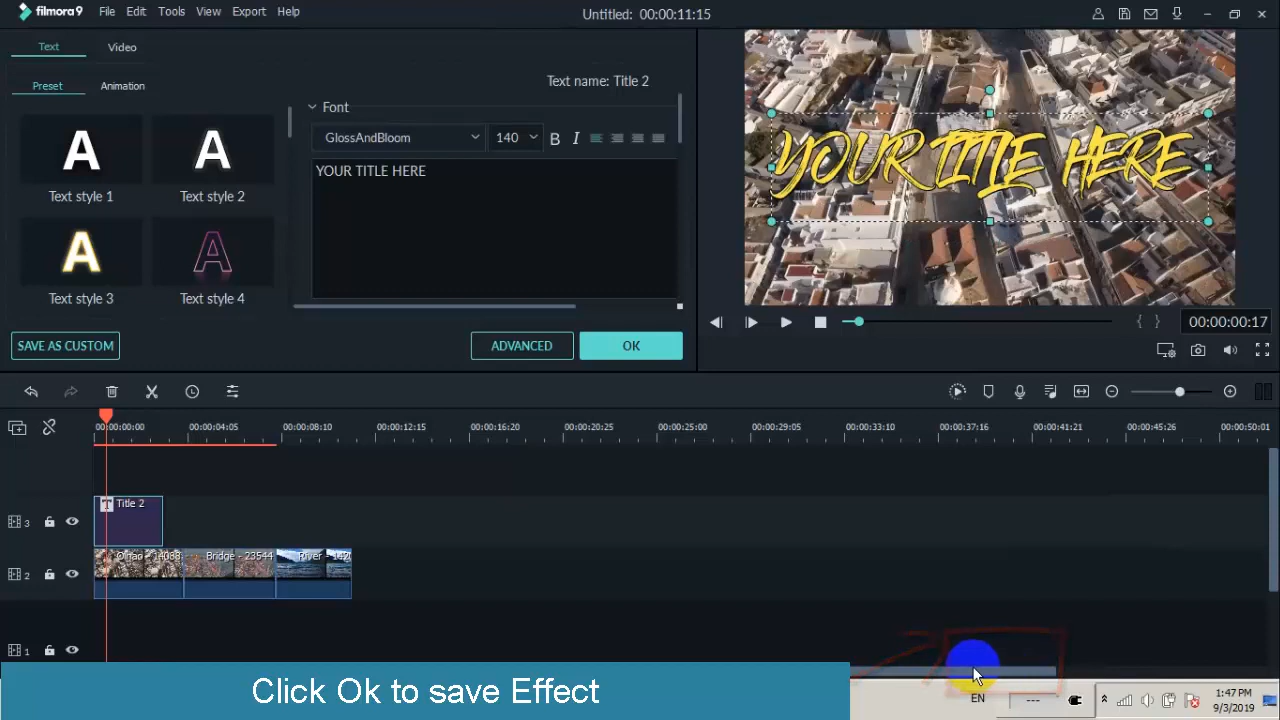 filmora9 File Edit Tools View Export Help Untitled: 00:00:11:15
Text Video
Preset Animation Text name: Title 2
Font
GlossAndBloom 140 B I
YOUR TITLE HERE
A A
Text style 1 Text style 2
A A
Text style 3 Text style 4
SAVE AS CUSTOM ADVANCED OK
YOUR TITLE HERE
{ } 00:00:00:17
00:00:00:00 00:00:04:05 00:00:08:10 00:00:12:15 00:00:16:20 00:00:20:25 00:00:25:00 00:00:29:05 00:00:33:10 00:00:37:16 00:00:41:21 00:00:45:26 00:00:50:01
3 T Title 2
2 Bridge - 23544 River
1
Click Ok to save Effect
EN --- 1:47 PM
9/3/2019